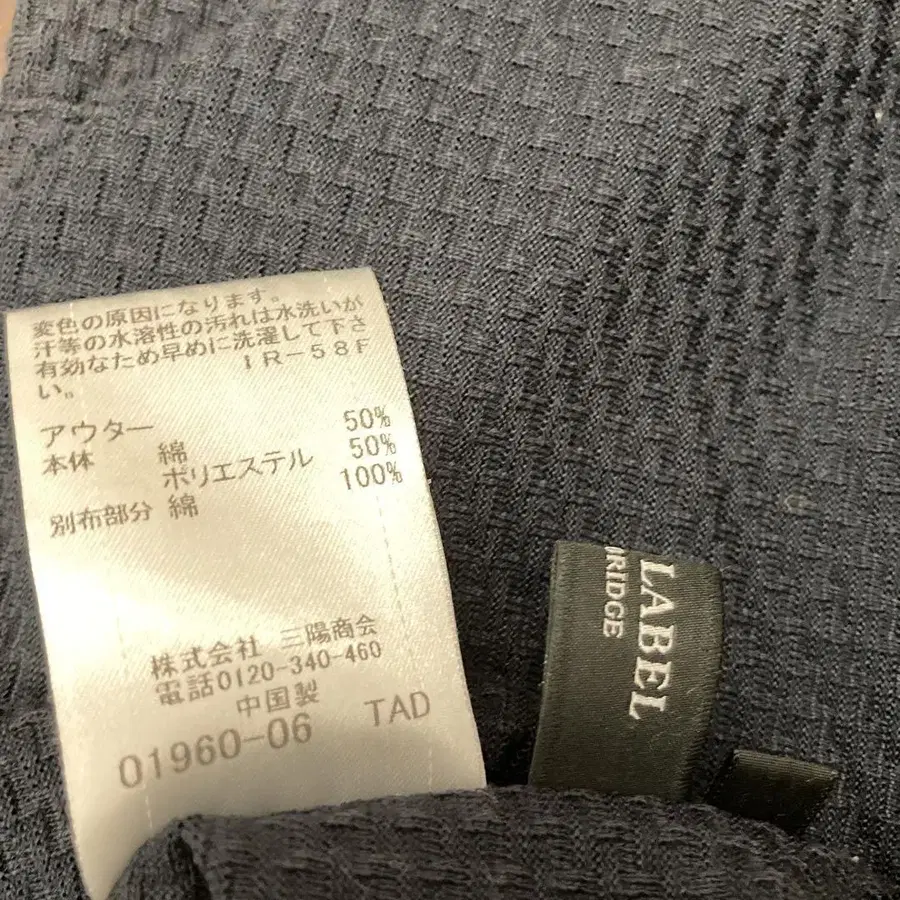 変色の原因になります。
汗等の水溶性の汚れは水洗いが
有効なため早めに洗濯して下さ
い。 IR-58F
アウター
本体 綿 50%
ポリエステル 50%
別布部分 綿 100%
株式会社 三陽商会
電話0120-340-460
中国製
01960-06 TAD
LABEL
RIDGE